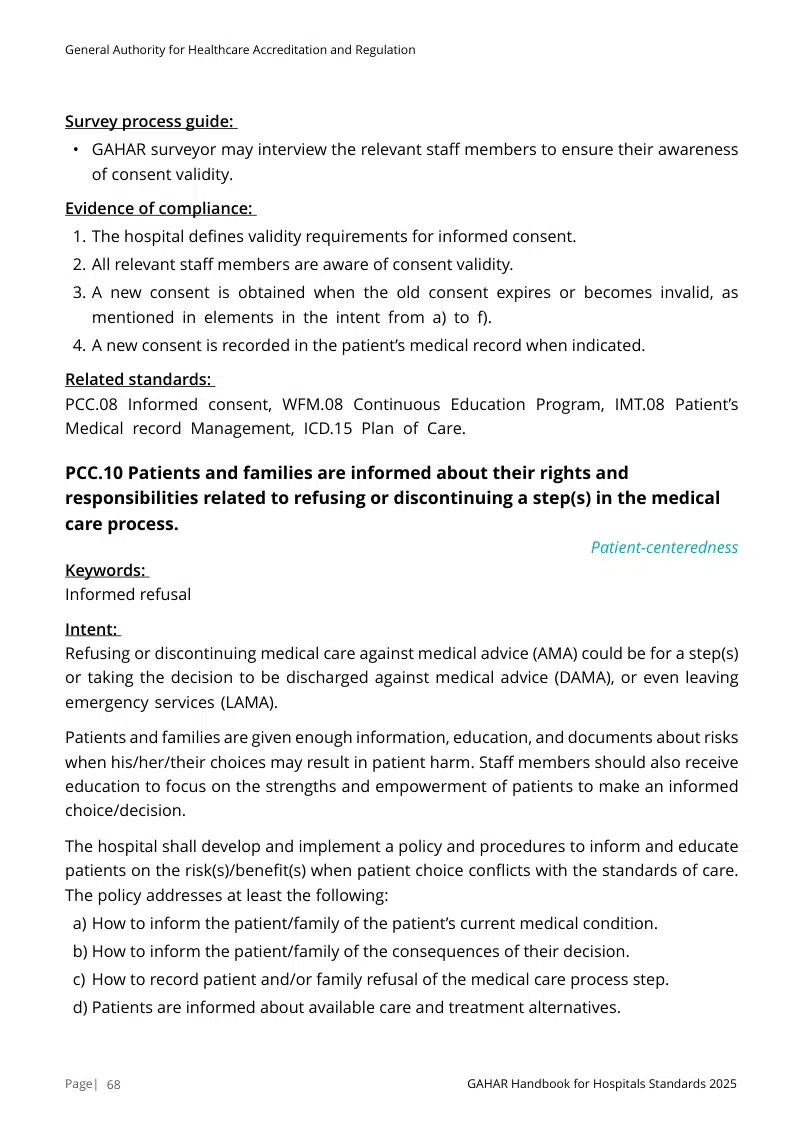 General Authority for Healthcare Accreditation and Regulation
Survey process guide:
• GAHAR surveyor may interview the relevant staff members to ensure their awareness
of consent validity.
Evidence of compliance:
1. The hospital defines validity requirements for informed consent.
2. All relevant staff members are aware of consent validity.
3. A new consent is obtained when the old consent expires or becomes invalid, as
mentioned in elements in the intent from a) to f).
4. A new consent is recorded in the patient’s medical record when indicated.
Related standards:
PCC.08 Informed consent, WFM.08 Continuous Education Program, IMT.08 Patient’s
Medical record Management, ICD.15 Plan of Care.
PCC.10 Patients and families are informed about their rights and
responsibilities related to refusing or discontinuing a step(s) in the medical
care process.
Patient-centeredness
Keywords:
Informed refusal
Intent:
Refusing or discontinuing medical care against medical advice (AMA) could be for a step(s)
or taking the decision to be discharged against medical advice (DAMA), or even leaving
emergency services (LAMA).
Patients and families are given enough information, education, and documents about risks
when his/her/their choices may result in patient harm. Staff members should also receive
education to focus on the strengths and empowerment of patients to make an informed
choice/decision.
The hospital shall develop and implement a policy and procedures to inform and educate
patients on the risk(s)/benefit(s) when patient choice conflicts with the standards of care.
The policy addresses at least the following:
a) How to inform the patient/family of the patient’s current medical condition.
b) How to inform the patient/family of the consequences of their decision.
c) How to record patient and/or family refusal of the medical care process step.
d) Patients are informed about available care and treatment alternatives.
Page| 68
GAHAR Handbook for Hospitals Standards 2025